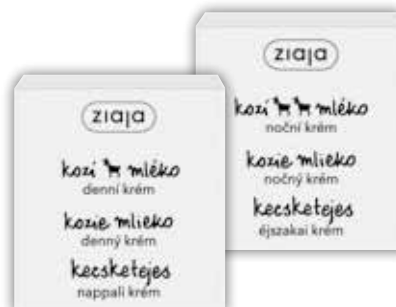 ziaja
kozí mléko
denní krém
kozie mlieko
denný krém
kecsketejes
nappali krém
ziaja
kozí mléko
noční krém
kozie mlieko
nočný krém
kecsketejes
éjszakai krém